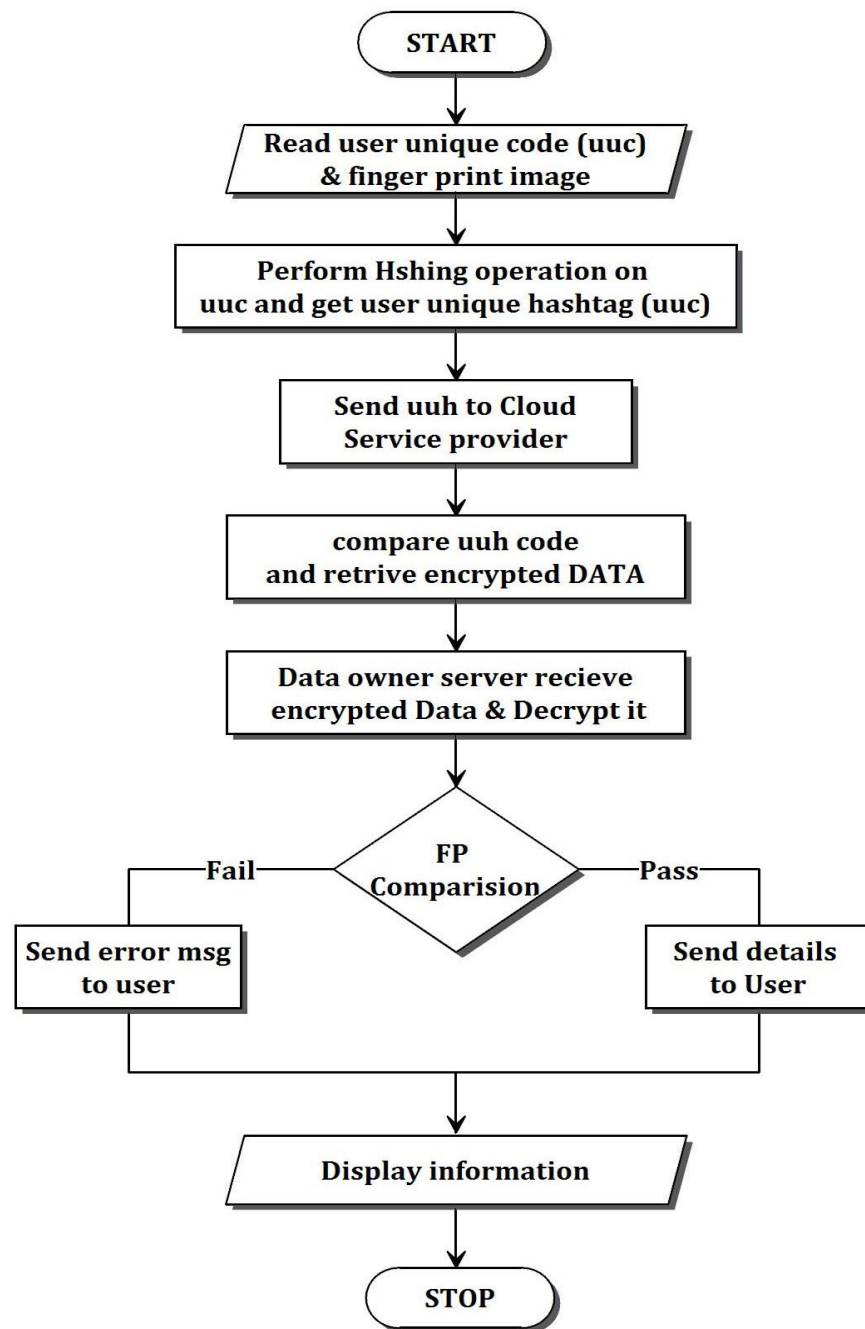 START
Read user unique code (uuc)
& finger print image
Perform Hshing operation on
uuc and get user unique hashtag (uuc)
Send uuh to Cloud
Service provider
compare uuh code
and retrive encrypted DATA
Data owner server recieve
encrypted Data & Decrypt it
FP
Comparision
Fail
Pass
Send error msg
to user
Send details
to User
Display information
STOP